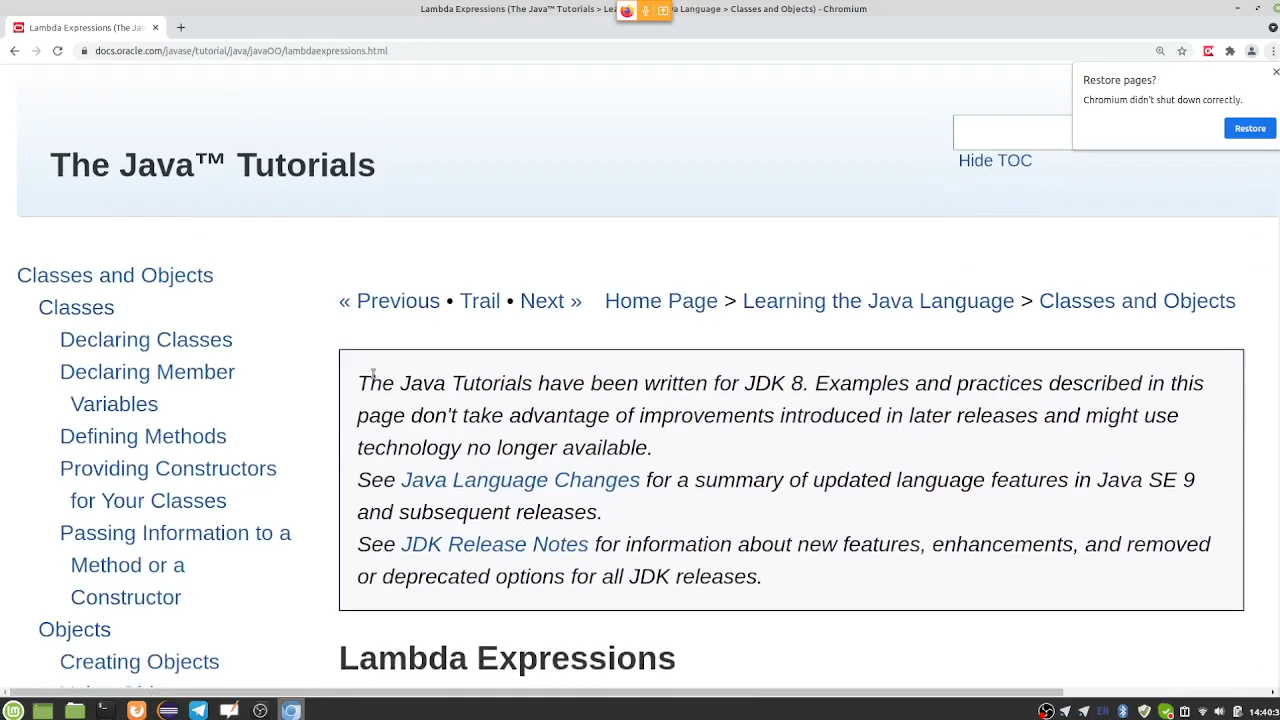 Lambda Expressions (The Java™ Tutorials > Lea a Language > Classes and Objects) - Chromium
Lambda Expressions (The Jav
docs.oracle.com/javase/tutorial/java/javaOO/lambdaexpressions.html
Restore pages?
Chromium didn't shut down correctly.
Restore
The Java™ Tutorials
Hide TOC
Classes and Objects
Classes
Declaring Classes
Declaring Member
Variables
Defining Methods
Providing Constructors
for Your Classes
Passing Information to a
Method or a
Constructor
Objects
Creating Objects
« Previous • Trail • Next » Home Page > Learning the Java Language > Classes and Objects
The Java Tutorials have been written for JDK 8. Examples and practices described in this
page don't take advantage of improvements introduced in later releases and might use
technology no longer available.
See Java Language Changes for a summary of updated language features in Java SE 9
and subsequent releases.
See JDK Release Notes for information about new features, enhancements, and removed
or deprecated options for all JDK releases.
Lambda Expressions
EN
14:40:3